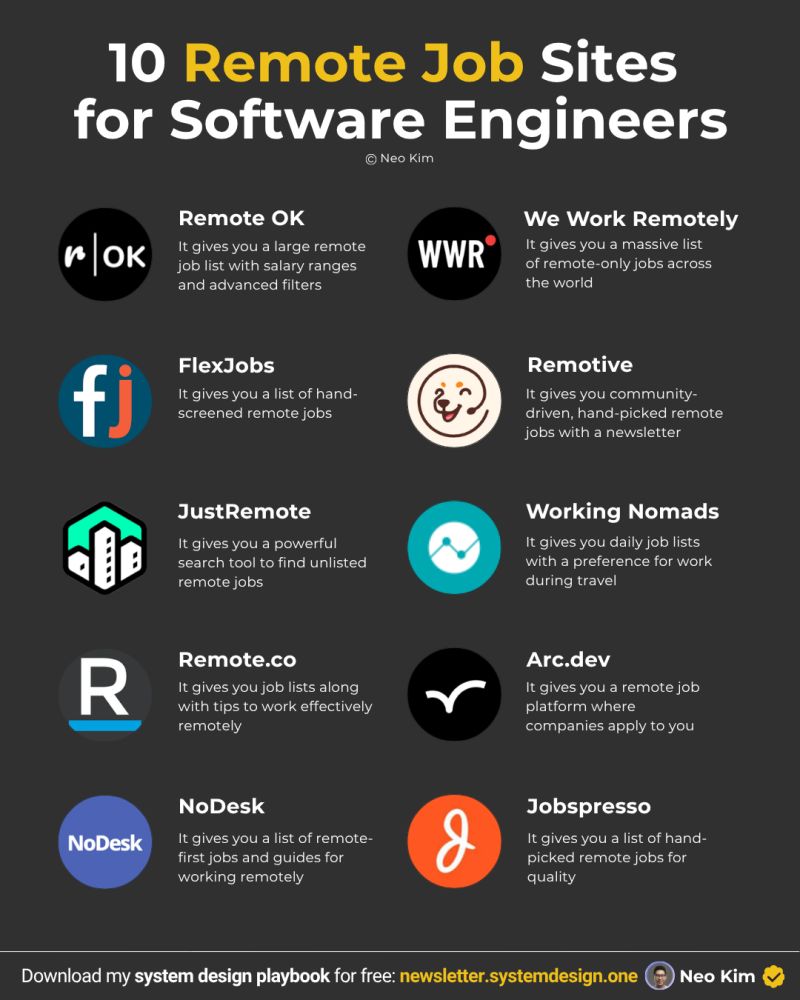 10 Remote Job Sites
for Software Engineers
© Neo Kim
r|OK
Remote OK
It gives you a large remote
job list with salary ranges
and advanced filters
WWR
We Work Remotely
It gives you a massive list
of remote-only jobs across
the world
fj
FlexJobs
It gives you a list of hand-
screened remote jobs
Remotive
It gives you community-
driven, hand-picked remote
jobs with a newsletter
JustRemote
It gives you a powerful
search tool to find unlisted
remote jobs
Working Nomads
It gives you daily job lists
with a preference for work
during travel
R
Remote.co
It gives you job lists along
with tips to work effectively
remotely
Arc.dev
It gives you a remote job
platform where
companies apply to you
NoDesk
NoDesk
It gives you a list of remote-
first jobs and guides for
working remotely
J
Jobspresso
It gives you a list of hand-
picked remote jobs for
quality
Download my system design playbook for free: newsletter.systemdesign.one Neo Kim